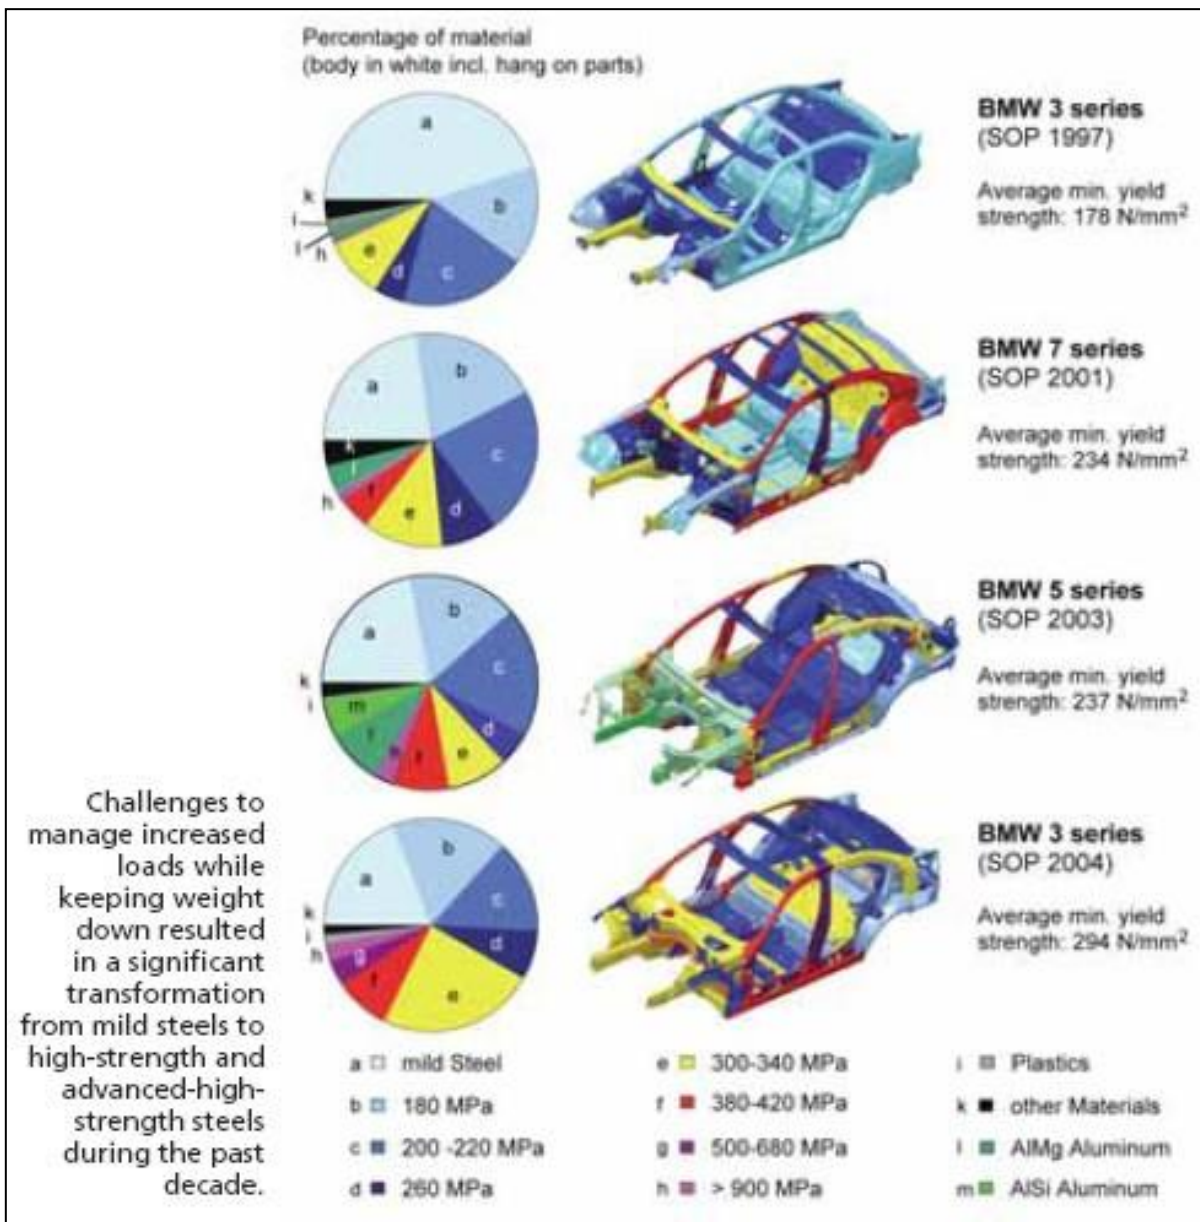 Percentage of material
(body in white incl. hang on parts)
a
b
c
d
e
h
l
i
k
BMW 3 series
(SOP 1997)
Average min. yield
strength: 178 N/mm²
a
b
c
d
e
f
h
l
k
BMW 7 series
(SOP 2001)
Average min. yield
strength: 234 N/mm²
a
b
c
d
e
f
l
m
i
k
BMW 5 series
(SOP 2003)
Average min. yield
strength: 237 N/mm²
a
b
c
d
e
f
g
h
i
k
BMW 3 series
(SOP 2004)
Average min. yield
strength: 294 N/mm²
Challenges to
manage increased
loads while
keeping weight
down resulted
in a significant
transformation
from mild steels to
high-strength and
advanced-high-
strength steels
during the past
decade.
a mild Steel
b 180 MPa
c 200 -220 MPa
d 260 MPa
e 300-340 MPa
f 380-420 MPa
g 500-680 MPa
h > 900 MPa
i Plastics
k other Materials
l AlMg Aluminum
m AlSi Aluminum